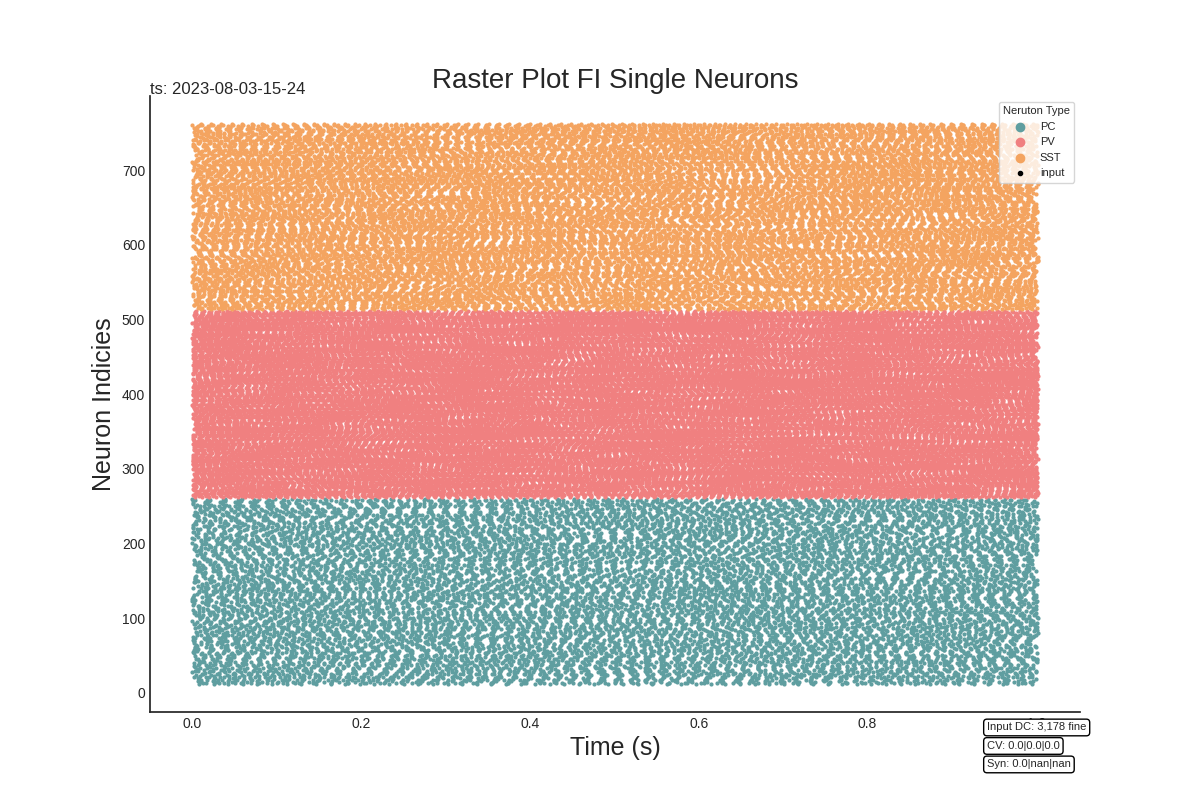 Raster Plot FI Single Neurons
ts: 2023-08-03-15-24
Neruton Type
PC
PV
SST
input
700
600
500
400
300
200
100
0
Neuron Indicies
0.0 0.2 0.4 0.6 0.8
Time (s)
Input DC: 3,178 fine
CV: 0.0|0.0|0.0
Syn: 0.0|nan|nan